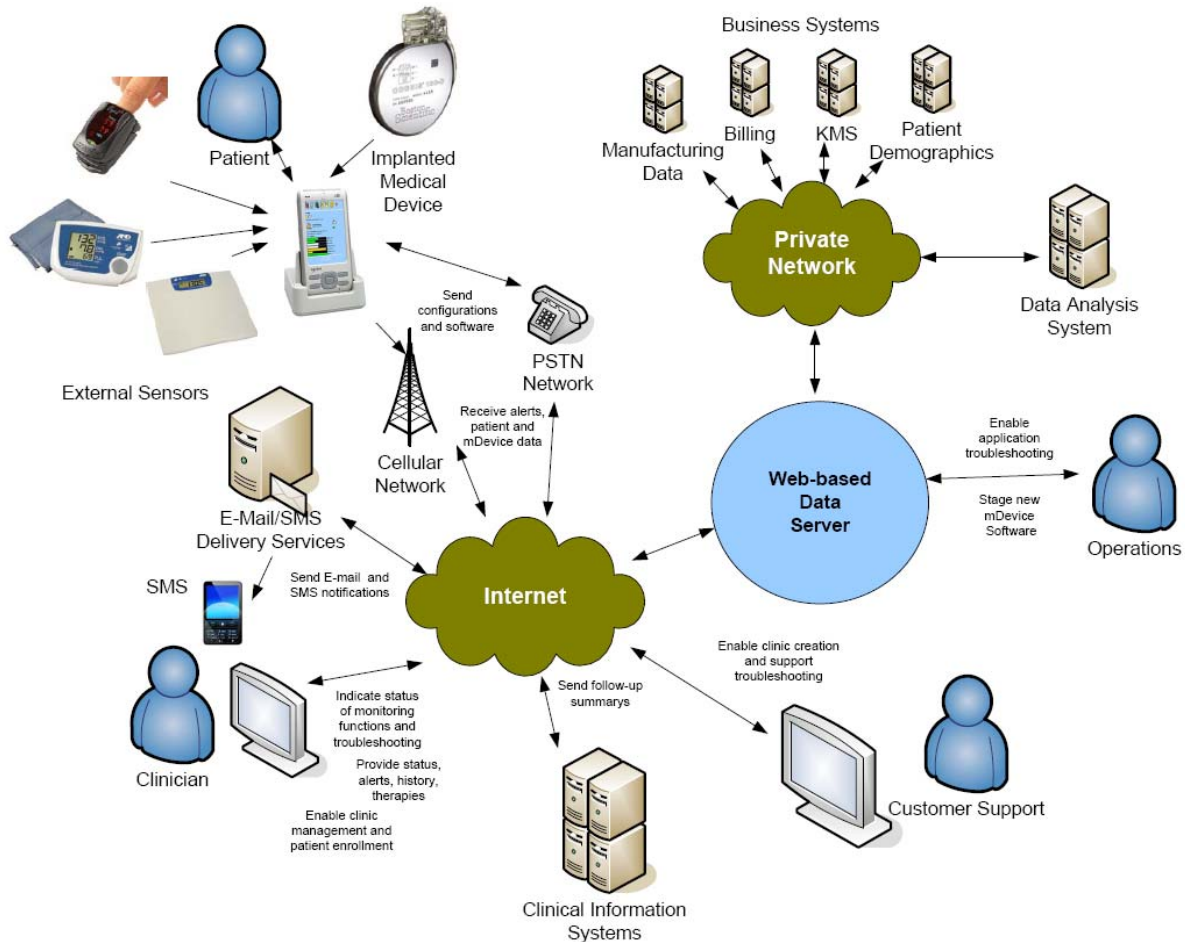 Business Systems
Patient
Implanted
Medical
Device
Manufacturing
Data
Billing
KMS
Patient
Demographics
Private
Network
Data Analysis
System
Send
configurations
and software
PSTN
Network
External Sensors
Receive alerts,
patient and
mDevice data
Cellular
Network
E-Mail/SMS
Delivery Services
Web-based
Data
Server
Enable
application
troubleshooting
Stage new
mDevice
Software
Operations
SMS
Send E-mail and
SMS notifications
Internet
Enable clinic creation
and support
troubleshooting
Send follow-up
summarys
Indicate status
of monitoring
functions and
troubleshooting
Clinician
Provide status,
alerts, history,
therapies
Enable clinic
management and
patient enrollment
Customer Support
Clinical Information
Systems